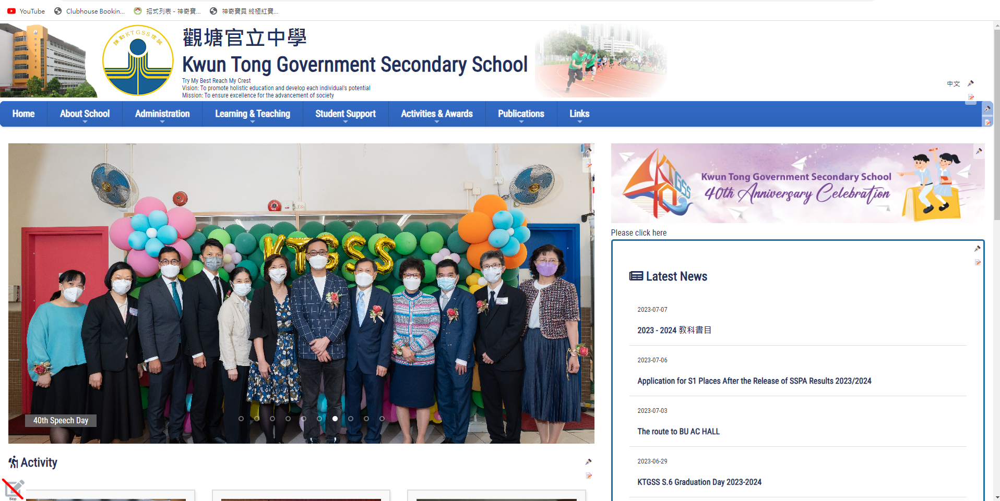 YouTube
Clubhouse Bookin...
招式列表 - 神奇寶...
神奇寶貝 終極紅寶...
謙勤KTGSS信誠
觀塘官立中學
Kwun Tong Government Secondary School
Try My Best Reach My Crest
Vision: To promote holistic education and develop each individual's potential
Mission: To ensure excellence for the advancement of society
中文
Home
About School
Administration
Learning & Teaching
Student Support
Activities & Awards
Publications
Links
KTGSS
40th Speech Day
KTGSS
40
Kwun Tong Government Secondary School
40th Anniversary Celebration
Please click here
Latest News
2023-07-07
2023 - 2024 教科書目
2023-07-06
Application for S1 Places After the Release of SSPA Results 2023/2024
2023-07-03
The route to BU AC HALL
2023-06-29
KTGSS S.6 Graduation Day 2023-2024
Activity
Stop